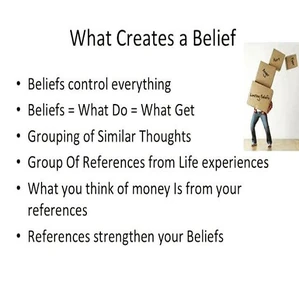 What Creates a Belief
• Beliefs control everything
• Beliefs = What Do = What Get
• Grouping of Similar Thoughts
• Group Of References from Life experiences
• What you think of money Is from your
references
• References strengthen your Beliefs